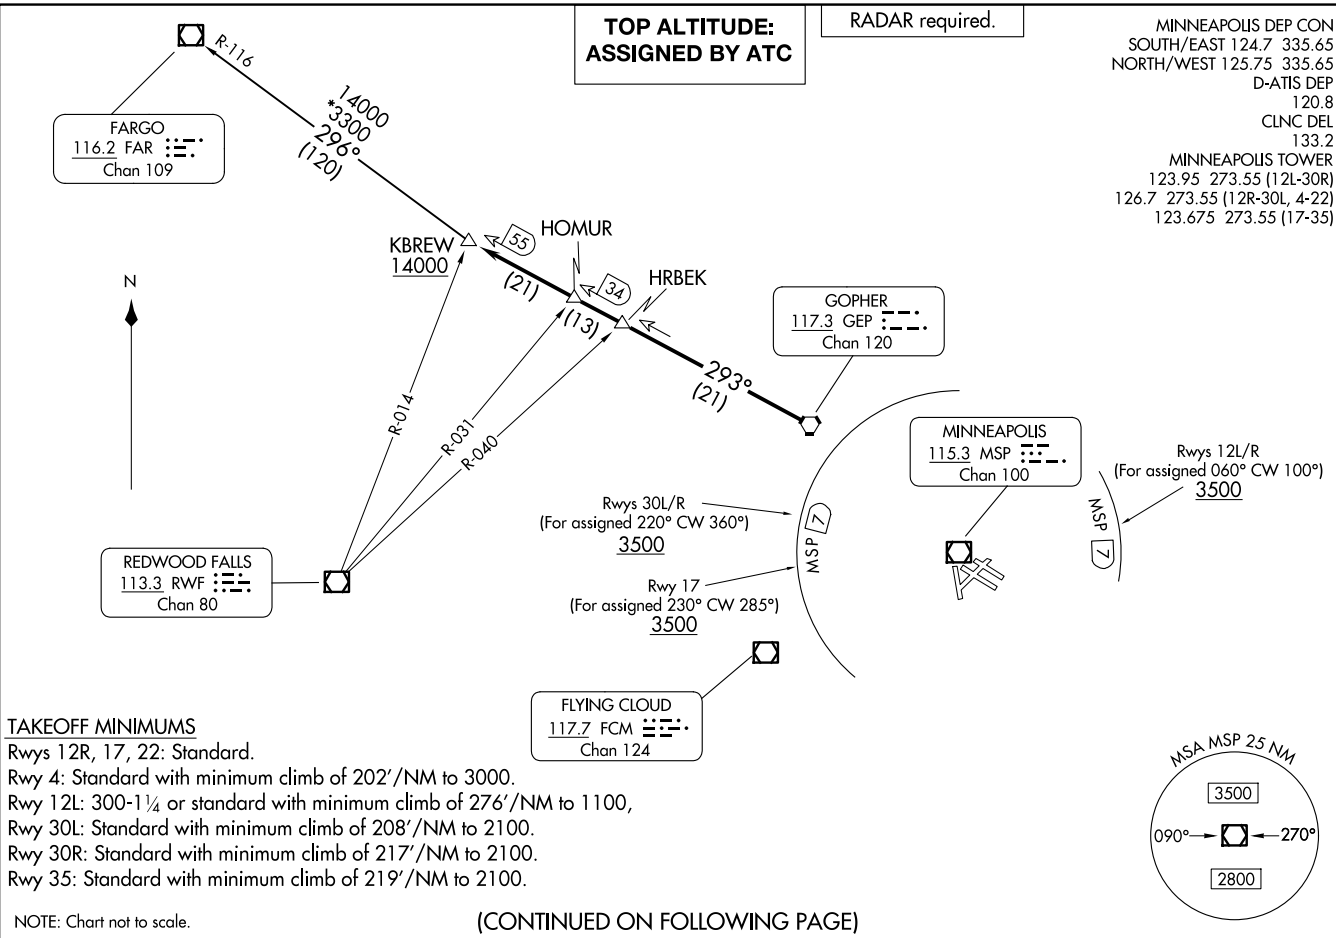 TOP ALTITUDE:
ASSIGNED BY ATC
RADAR required.
MINNEAPOLIS DEP CON
SOUTH/EAST 124.7 335.65
NORTH/WEST 125.75 335.65
D-ATIS DEP
120.8
CLNC DEL
133.2
MINNEAPOLIS TOWER
123.95 273.55 (12L-30R)
126.7 273.55 (12R-30L, 4-22)
123.675 273.55 (17-35)
R-116
FARGO
116.2 FAR
Chan 109
14000
*3300
296°
(120)
KBREW
14000
55
HOMUR
(21)
34
HRBEK
(13)
293°
(21)
GOPHER
117.3 GEP
Chan 120
N
R-014
R-031
R-040
MINNEAPOLIS
115.3 MSP
Chan 100
Rwys 12L/R
(For assigned 060° CW 100°)
3500
MSP 7
Rwys 30L/R
(For assigned 220° CW 360°)
3500
MSP 7
Rwy 17
(For assigned 230° CW 285°)
3500
REDWOOD FALLS
113.3 RWF
Chan 80
FLYING CLOUD
117.7 FCM
Chan 124
TAKEOFF MINIMUMS
Rwys 12R, 17, 22: Standard.
Rwy 4: Standard with minimum climb of 202'/NM to 3000.
Rwy 12L: 300-1¼ or standard with minimum climb of 276'/NM to 1100,
Rwy 30L: Standard with minimum climb of 208'/NM to 2100.
Rwy 30R: Standard with minimum climb of 217'/NM to 2100.
Rwy 35: Standard with minimum climb of 219'/NM to 2100.
MSA MSP 25 NM
3500
090°
270°
2800
NOTE: Chart not to scale.
(CONTINUED ON FOLLOWING PAGE)